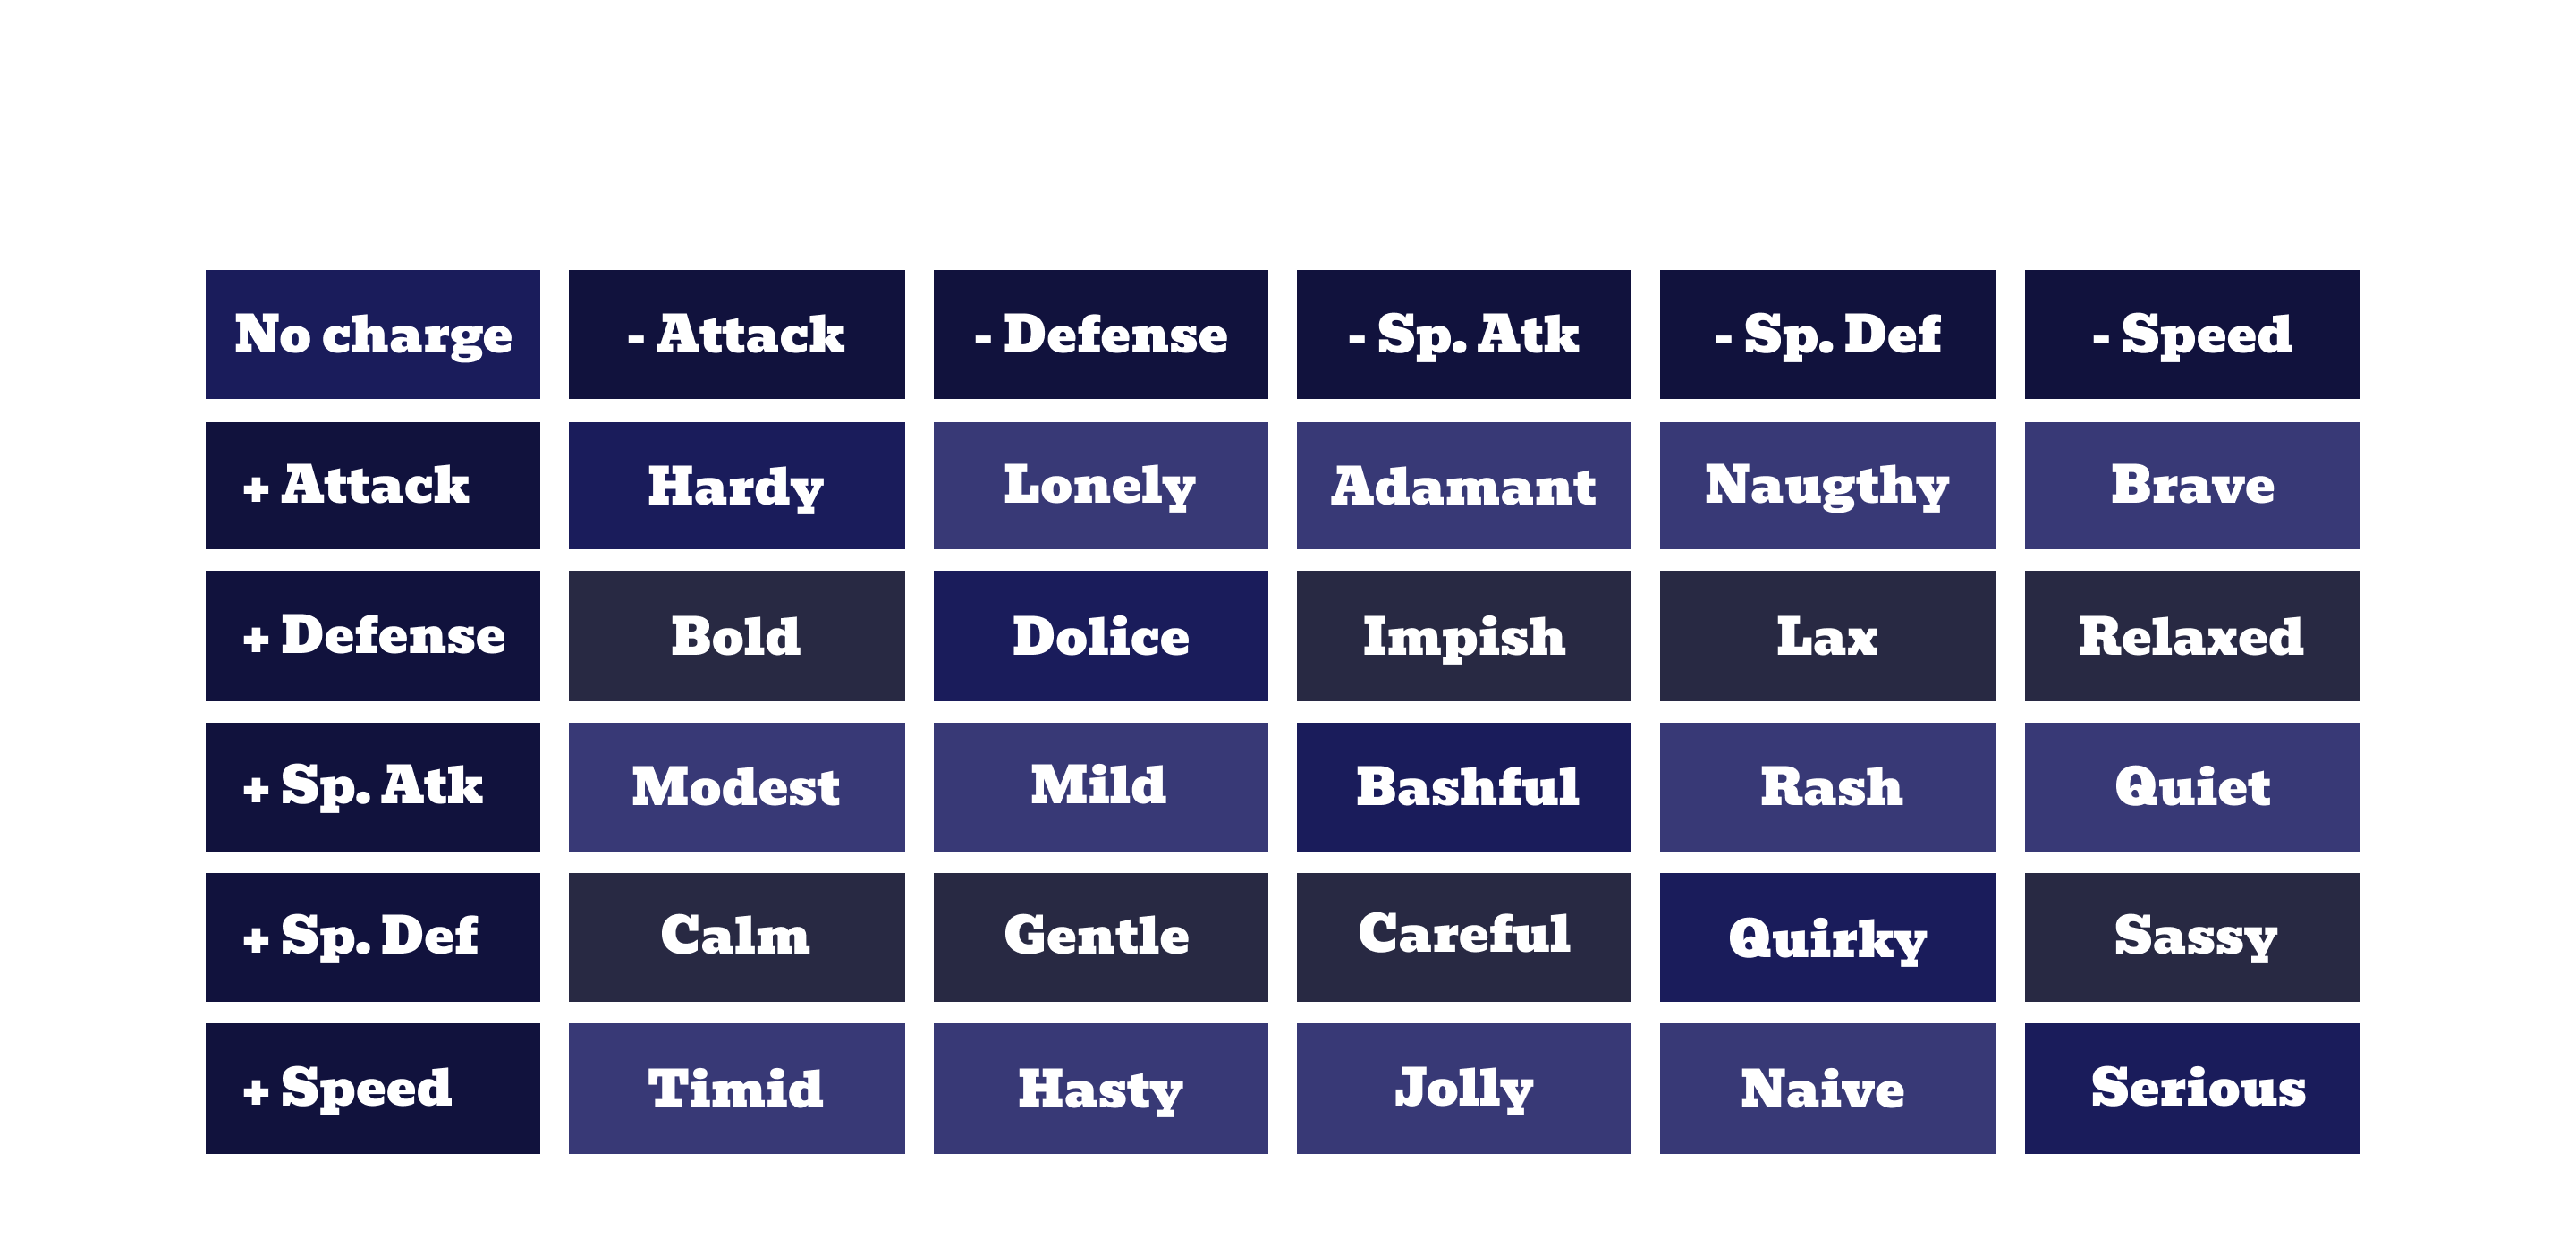 No charge - Attack - Defense - Sp. Atk - Sp. Def - Speed
+ Attack Hardy Lonely Adamant Naugthy Brave
+ Defense Bold Dolice Impish Lax Relaxed
+ Sp. Atk Modest Mild Bashful Rash Quiet
+ Sp. Def Calm Gentle Careful Quirky Sassy
+ Speed Timid Hasty Jolly Naive Serious